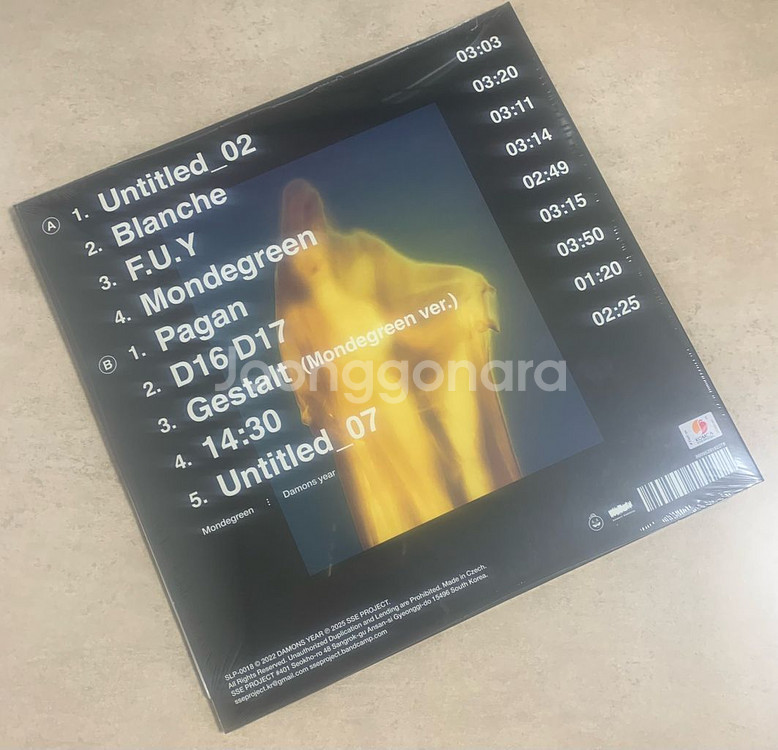 Ⓐ 1. Untitled_02 03:03
2. Blanche 03:20
3. F.U.Y 03:11
4. Mondegreen 03:14
Ⓑ 1. Pagan 02:49
2. D16/D17 03:15
3. Gestalt (Mondegreen ver.) 03:50
4. 14:30 01:20
5. Untitled_07 02:25
Mondegreen : Damons year
Joonggonara
SLP-0018 © 2022 DAMONS YEAR ℗ 2025 SSE PROJECT.
All Rights Reserved. Unauthorized Duplication and Lending are Prohibited. Made in Czech.
SSE PROJECT #401 Seokho-ro 48 Sangrok-gu Ansan-si Gyeonggi-do 15496 South Korea.
sseproject.kr@gmail.com sseproject.bandcamp.com